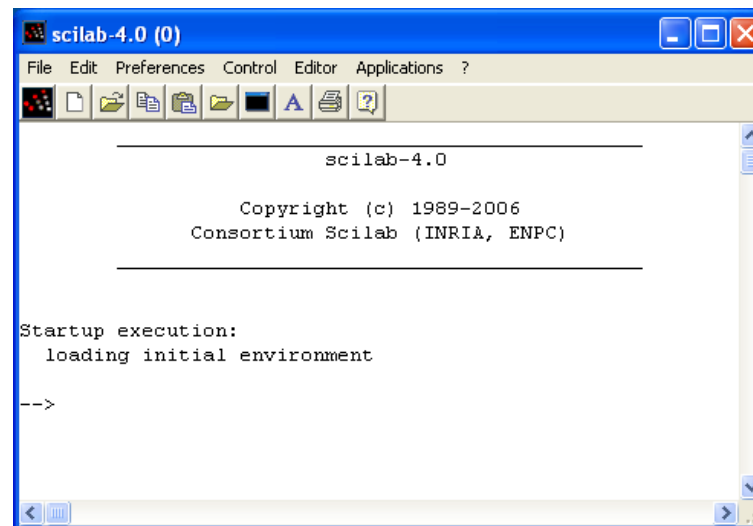 scilab-4.0 (0)
File Edit Preferences Control Editor Applications ?
scilab-4.0
Copyright (c) 1989-2006
Consortium Scilab (INRIA, ENPC)
Startup execution:
loading initial environment
-->